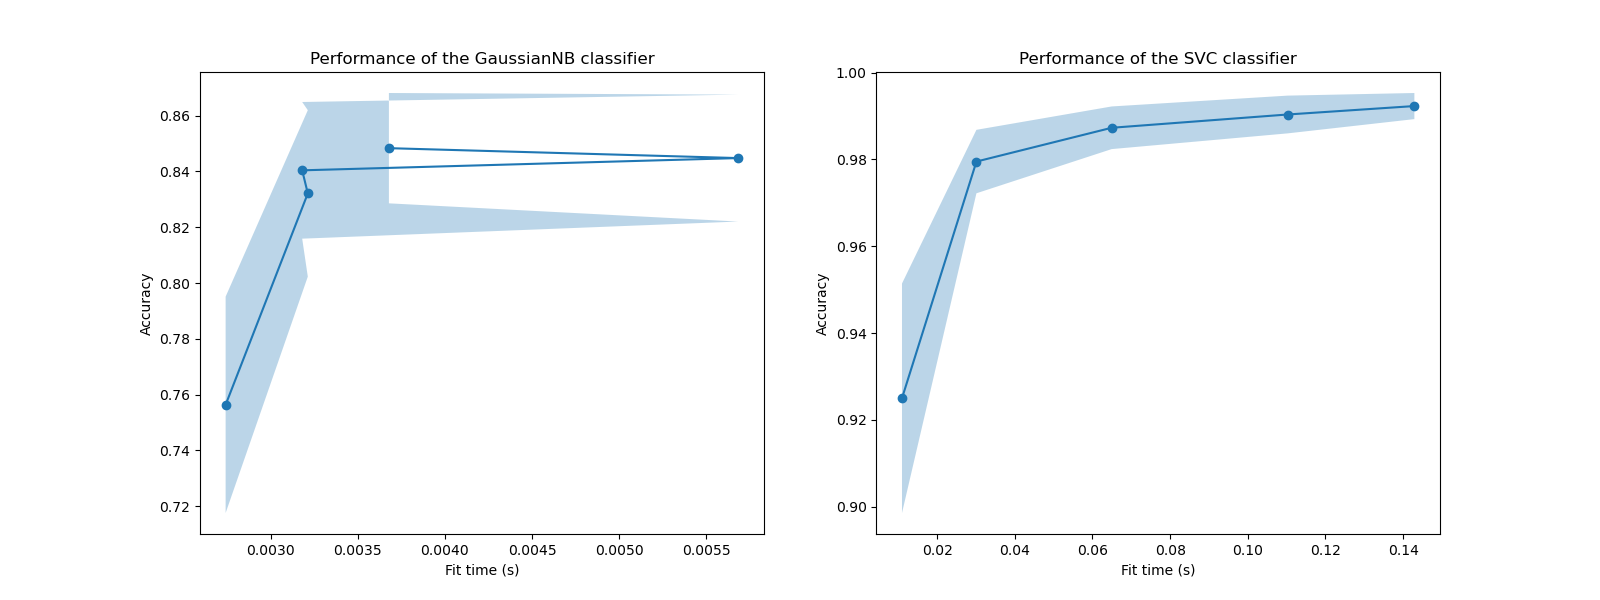 Performance of the GaussianNB classifier
0.86
0.84
0.82
0.80
0.78
0.76
0.74
0.72
Accuracy
0.0030 0.0035 0.0040 0.0045 0.0050 0.0055
Fit time (s)
Performance of the SVC classifier
1.00
0.98
0.96
0.94
0.92
0.90
Accuracy
0.02 0.04 0.06 0.08 0.10 0.12 0.14
Fit time (s)